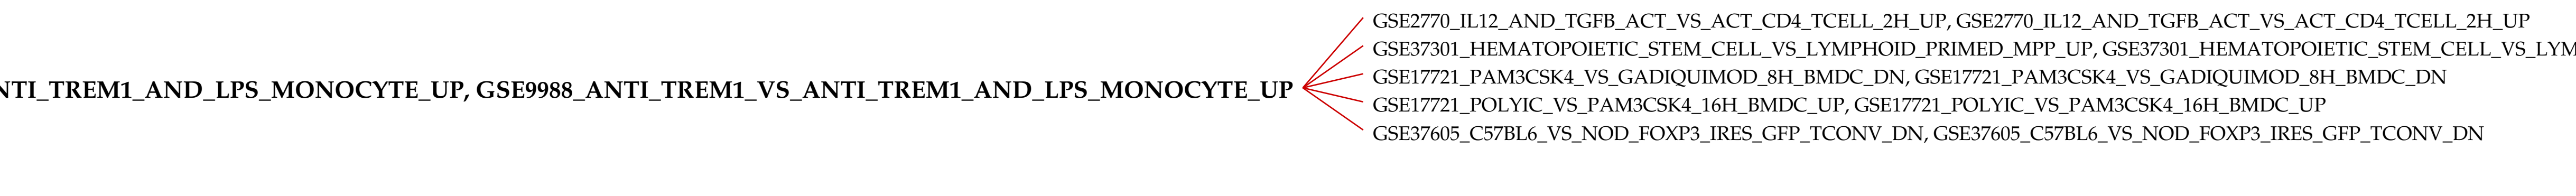 GSE2770_IL12_AND_TGFB_ACT_VS_ACT_CD4_TCELL_2H_UP, GSE2770_IL12_AND_TGFB_ACT_VS_ACT_CD4_TCELL_2H_UP
GSE37301_HEMATOPOIETIC_STEM_CELL_VS_LYMPHOID_PRIMED_MPP_UP, GSE37301_HEMATOPOIETIC_STEM_CELL_VS_LYM
NTI_TREM1_AND_LPS_MONOCYTE_UP, GSE9988_ANTI_TREM1_VS_ANTI_TREM1_AND_LPS_MONOCYTE_UP
GSE17721_PAM3CSK4_VS_GADIQUIMOD_8H_BMDC_DN, GSE17721_PAM3CSK4_VS_GADIQUIMOD_8H_BMDC_DN
GSE17721_POLYIC_VS_PAM3CSK4_16H_BMDC_UP, GSE17721_POLYIC_VS_PAM3CSK4_16H_BMDC_UP
GSE37605_C57BL6_VS_NOD_FOXP3_IRES_GFP_TCONV_DN, GSE37605_C57BL6_VS_NOD_FOXP3_IRES_GFP_TCONV_DN